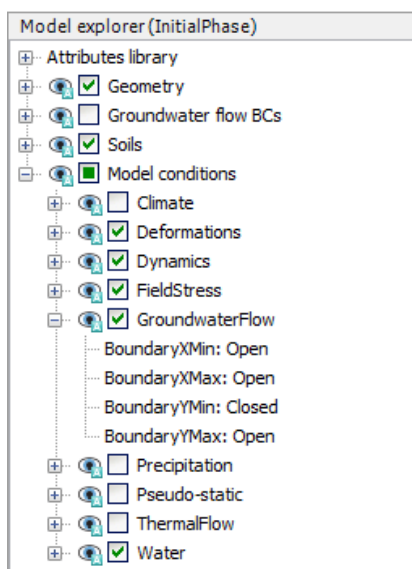 Model explorer (InitialPhase)
Attributes library
Geometry
Groundwater flow BCs
Soils
Model conditions
Climate
Deformations
Dynamics
FieldStress
GroundwaterFlow
BoundaryXMin: Open
BoundaryXMax: Open
BoundaryYMin: Closed
BoundaryYMax: Open
Precipitation
Pseudo-static
ThermalFlow
Water